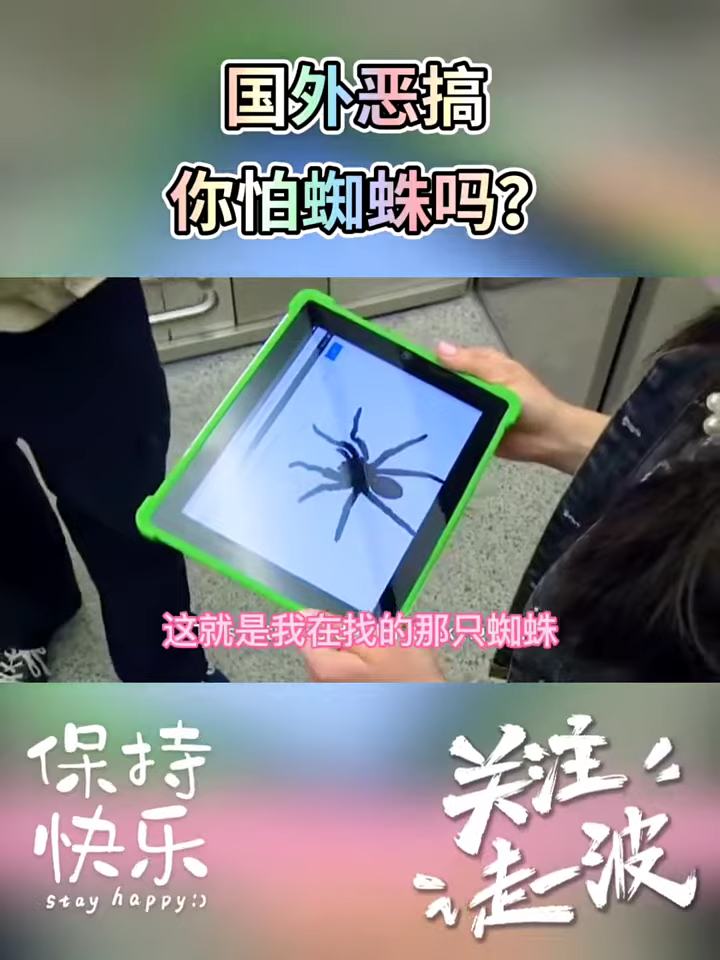 国外恶搞
你怕蜘蛛吗？
这就是我在找的那只蜘蛛
保持
快乐
stay happy:)
关注
走一波